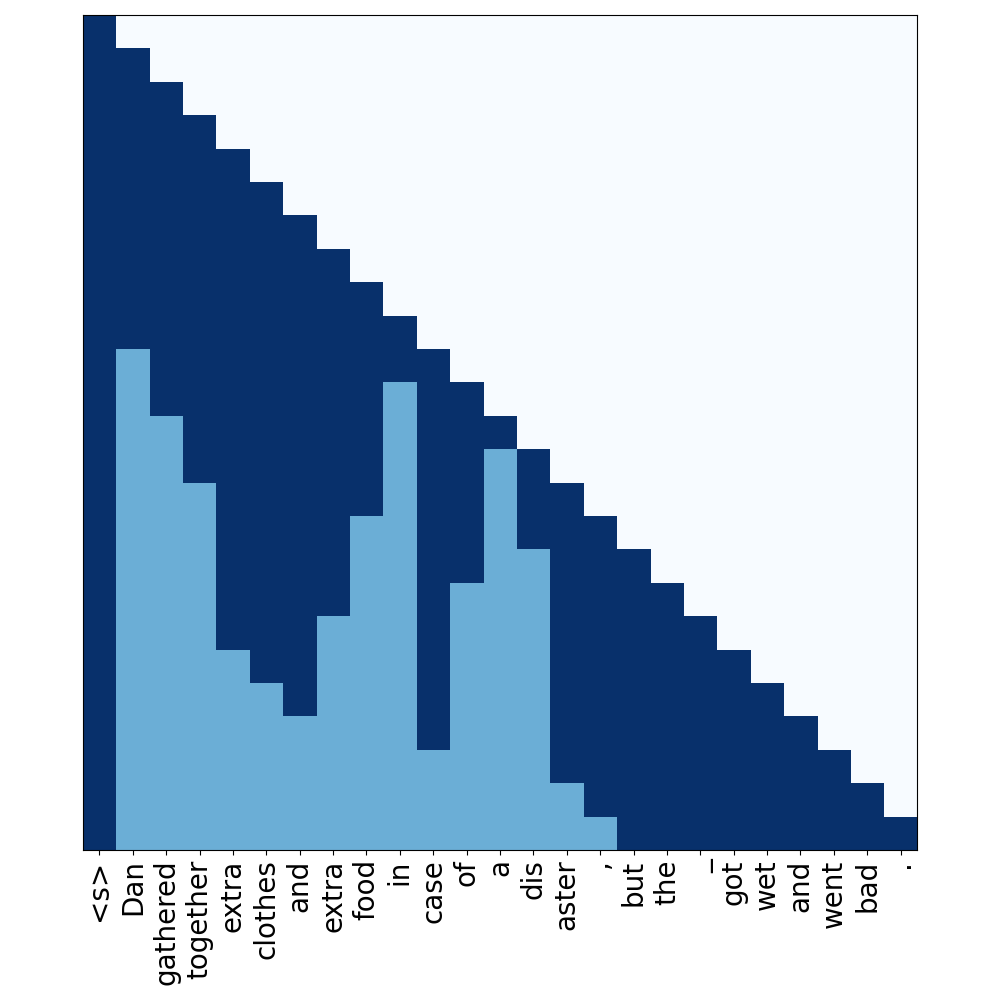 <s> Dan gathered together extra clothes and extra food in case of a dis aster , but the _ got wet and went bad .